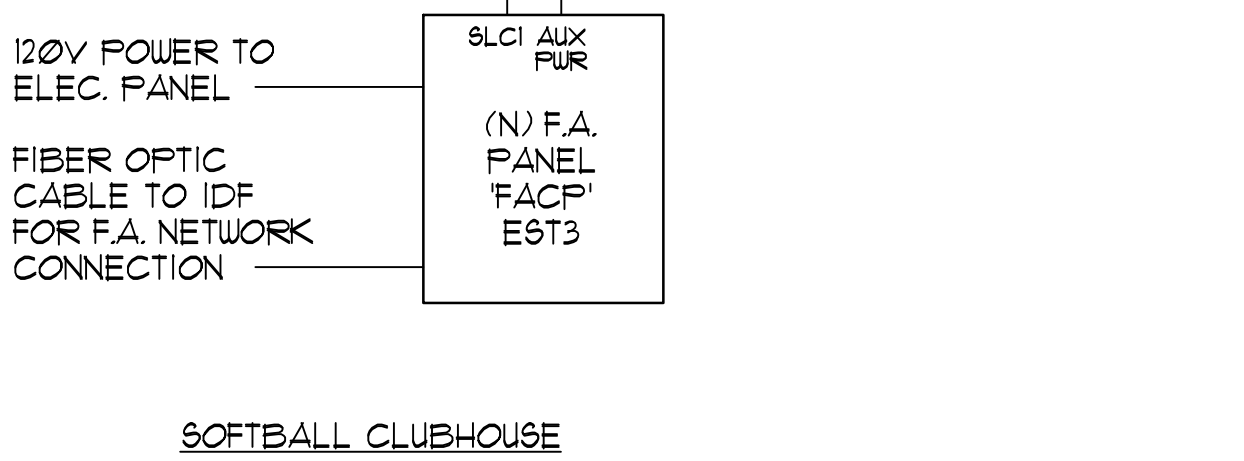 120V POWER TO
ELEC. PANEL
FIBER OPTIC
CABLE TO IDF
FOR F.A. NETWORK
CONNECTION
SLC1 AUX
PWR
(N) F.A.
PANEL
'FACP'
EST3
SOFTBALL CLUBHOUSE